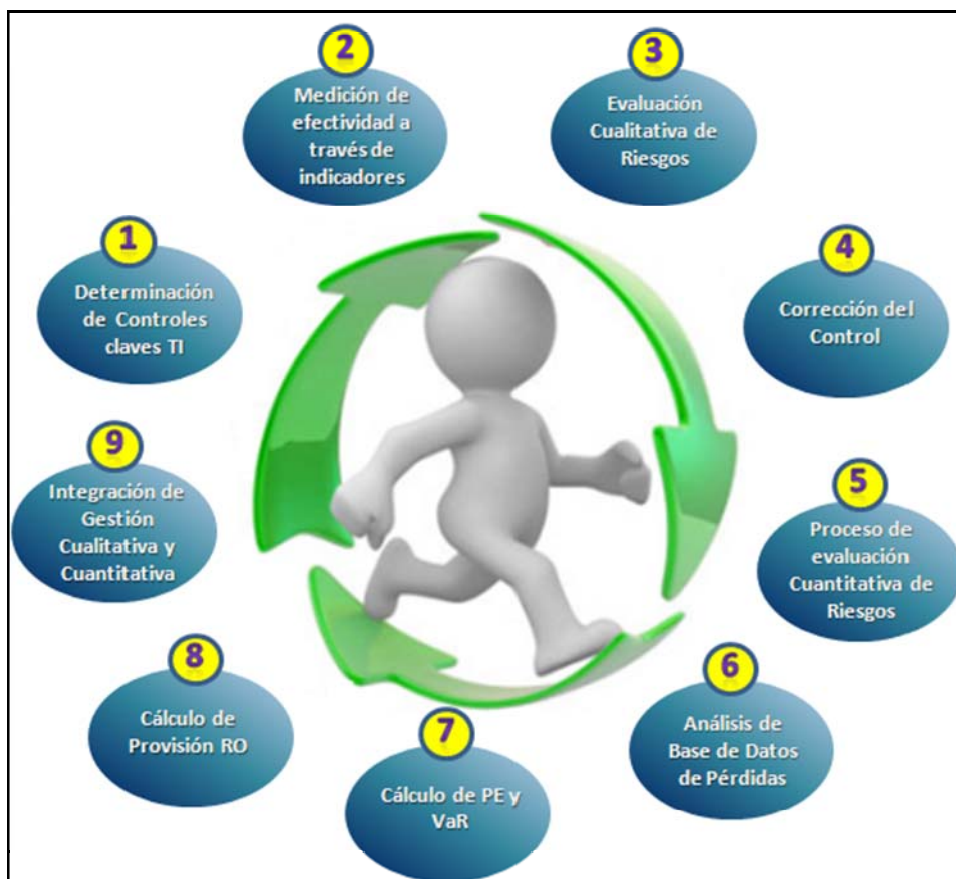 1
Determinación
de Controles
claves TI
2
Medición de
efectividad a
través de
indicadores
3
Evaluación
Cualitativa de
Riesgos
4
Corrección del
Control
5
Proceso de
evaluación
Cuantitativa de
Riesgos
6
Análisis de
Base de Datos
de Pérdidas
7
Cálculo de PE y
VaR
8
Cálculo de
Provisión RO
9
Integración de
Gestión
Cualitativa y
Cuantitativa